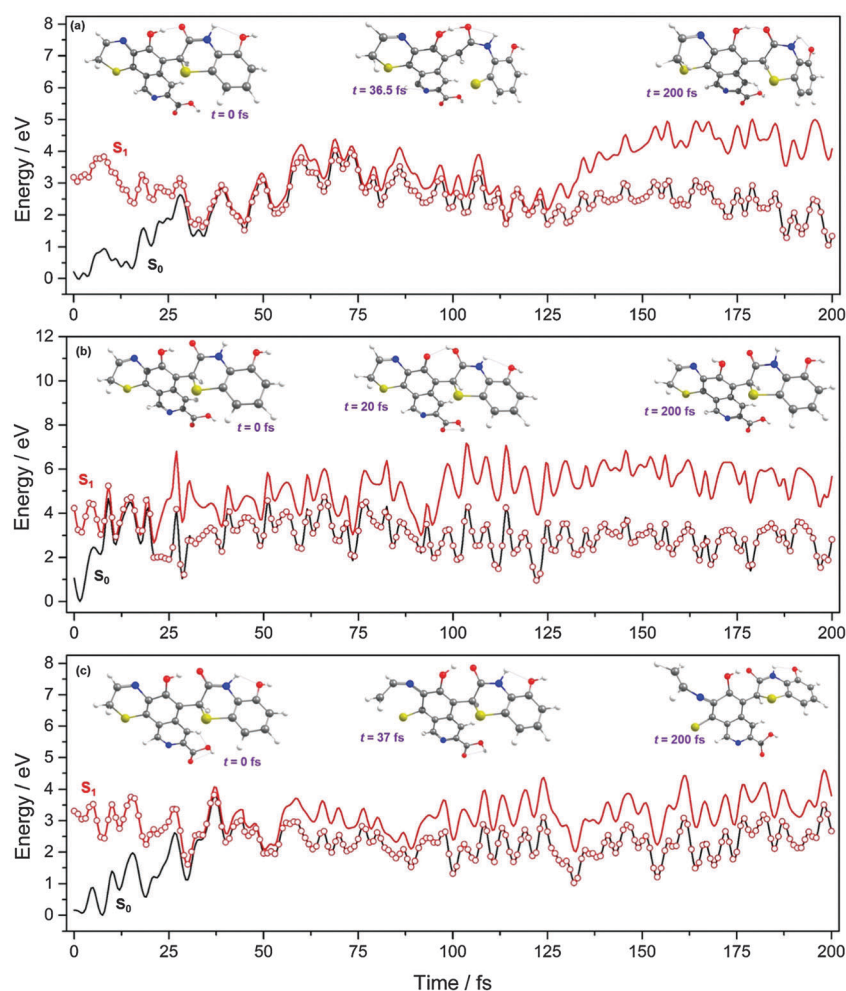 (a)
t = 0 fs
t = 36.5 fs
t = 200 fs
S₁
S₀
Energy / eV
8
7
6
5
4
3
2
1
0
0 25 50 75 100 125 150 175 200
(b)
t = 0 fs
t = 20 fs
t = 200 fs
S₁
S₀
Energy / eV
12
10
8
6
4
2
0
0 25 50 75 100 125 150 175 200
(c)
t = 0 fs
t = 37 fs
t = 200 fs
S₁
S₀
Energy / eV
8
7
6
5
4
3
2
1
0
0 25 50 75 100 125 150 175 200
Time / fs